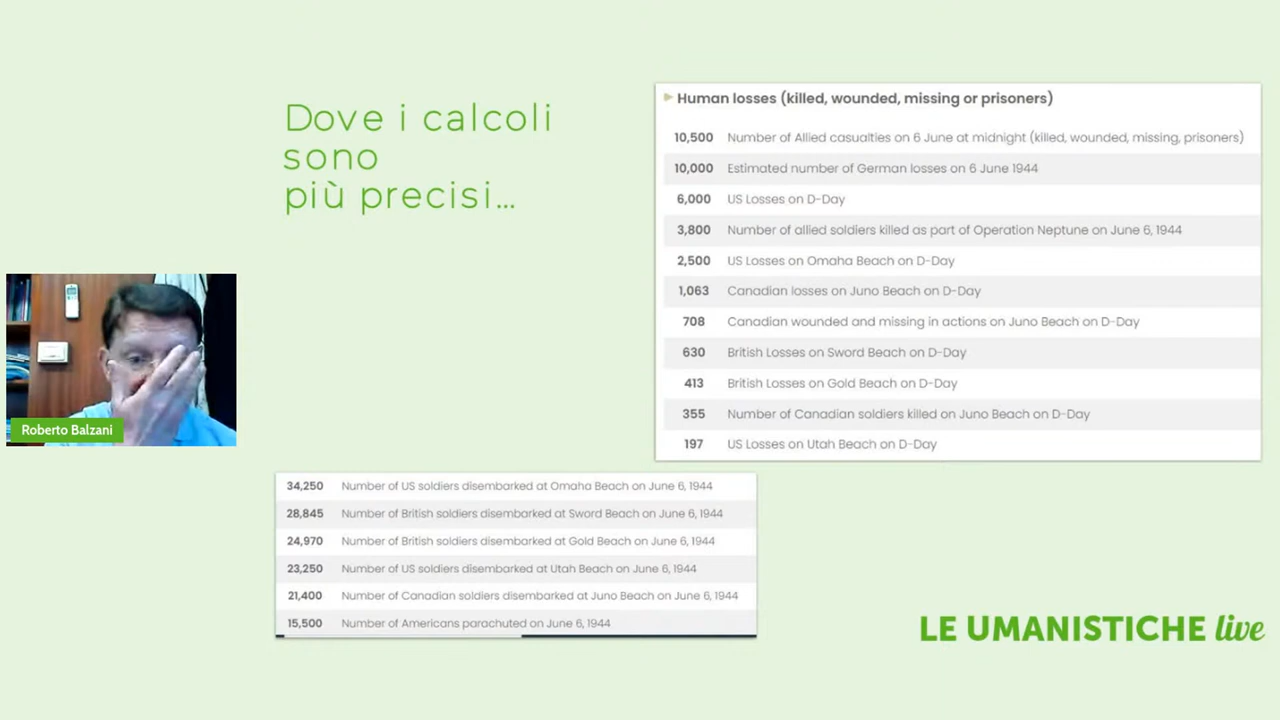 Dove i calcoli
sono
più precisi...
Human losses (killed, wounded, missing or prisoners)
10,500 Number of Allied casualties on 6 June at midnight (killed, wounded, missing, prisoners)
10,000 Estimated number of German losses on 6 June 1944
6,000 US Losses on D-Day
3,800 Number of allied soldiers killed as part of Operation Neptune on June 6, 1944
2,500 US Losses on Omaha Beach on D-Day
1,063 Canadian losses on Juno Beach on D-Day
708 Canadian wounded and missing in actions on Juno Beach on D-Day
630 British Losses on Sword Beach on D-Day
413 British Losses on Gold Beach on D-Day
355 Number of Canadian soldiers killed on Juno Beach on D-Day
197 US Losses on Utah Beach on D-Day
Roberto Balzani
34,250 Number of US soldiers disembarked at Omaha Beach on June 6, 1944
28,845 Number of British soldiers disembarked at Sword Beach on June 6, 1944
24,970 Number of British soldiers disembarked at Gold Beach on June 6, 1944
23,250 Number of US soldiers disembarked at Utah Beach on June 6, 1944
21,400 Number of Canadian soldiers disembarked at Juno Beach on June 6, 1944
15,500 Number of Americans parachuted on June 6, 1944
LE UMANISTICHE live